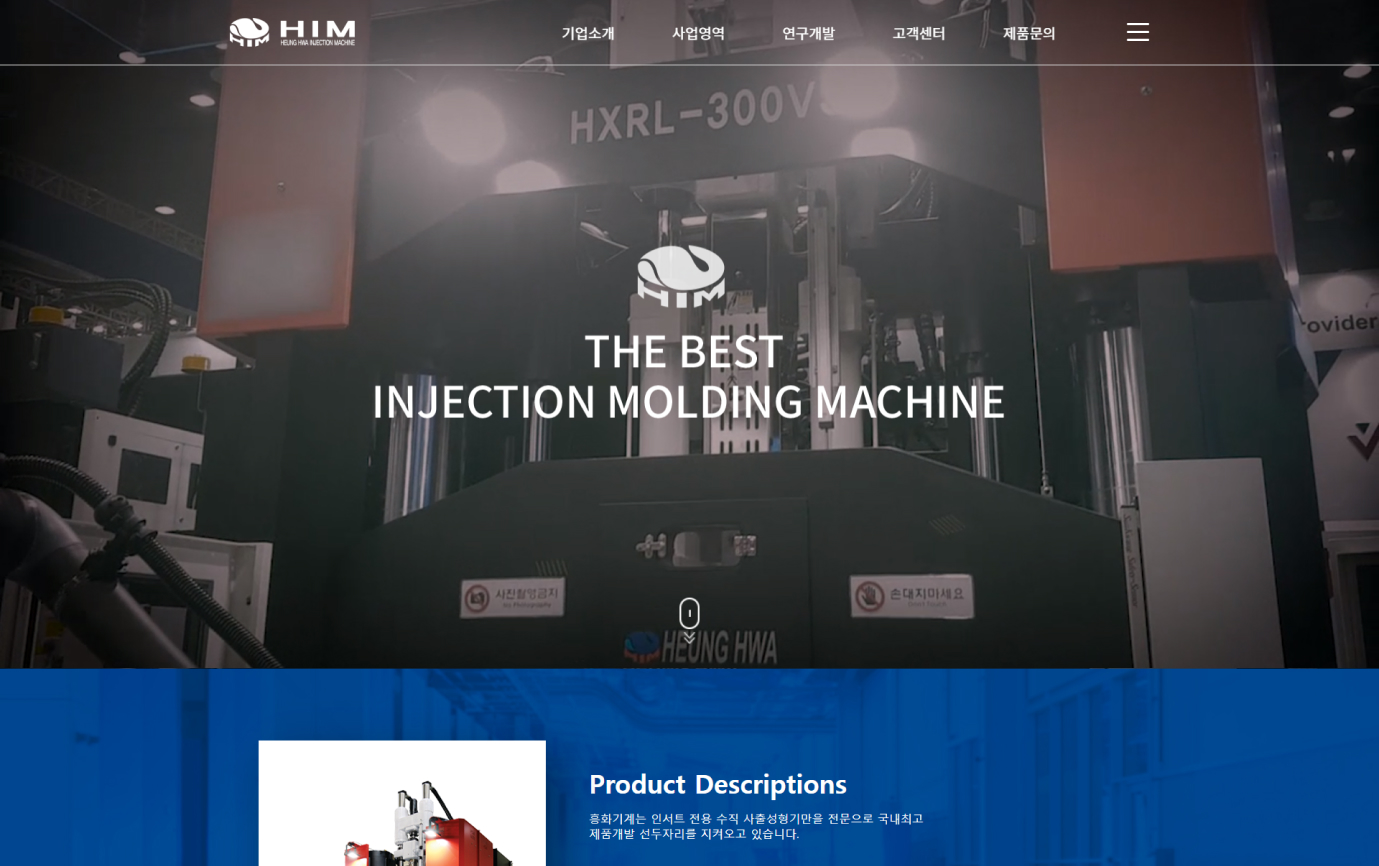 HIM
HIM
HEUNG HWA INJECTION MACHINE
기업소개
사업영역
연구개발
고객센터
제품문의
HXRL-300V
HIM
THE BEST
INJECTION MOLDING MACHINE
ovider
사진촬영금지
No Photography
손대지마세요
Don't Touch
HEUNG HWA
Product Descriptions
흥화기계는 인서트 전용 수직 사출성형기만을 전문으로 국내최고
제품개발 선두자리를 지켜오고 있습니다.